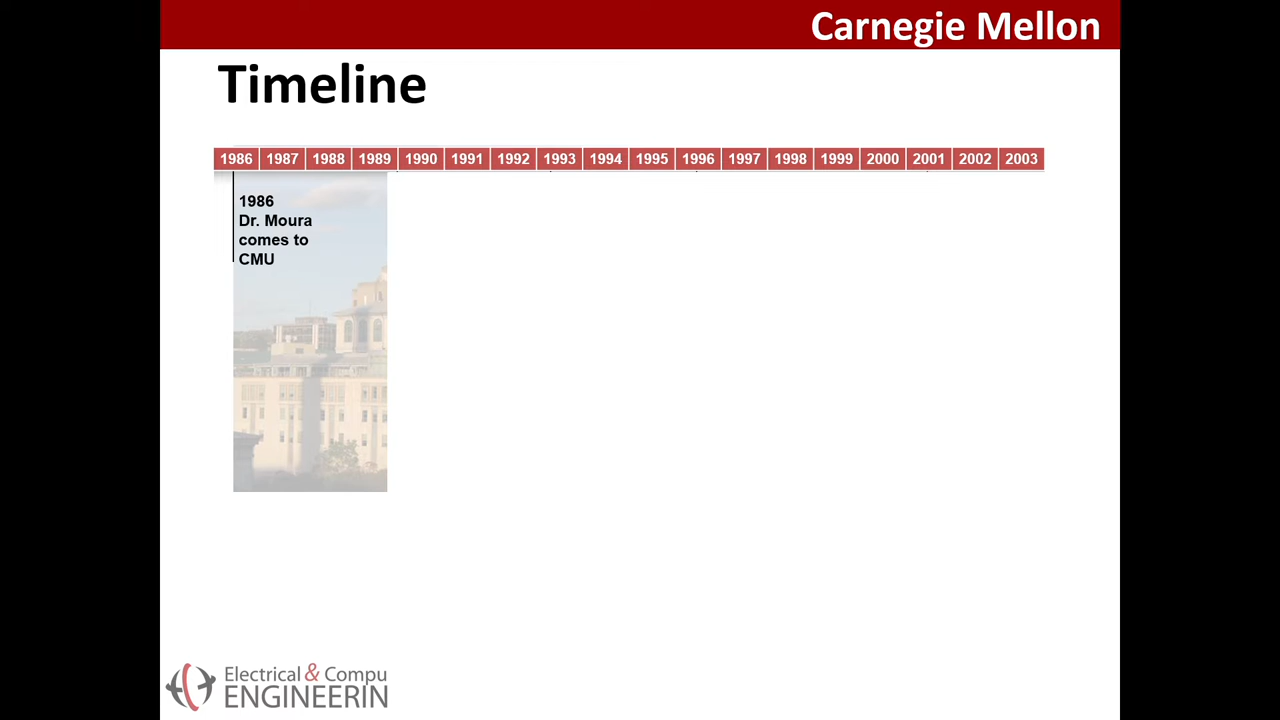 Carnegie Mellon
Timeline
1986 1987 1988 1989 1990 1991 1992 1993 1994 1995 1996 1997 1998 1999 2000 2001 2002 2003
1986
Dr. Moura
comes to
CMU
Electrical & Compu
ENGINEERIN